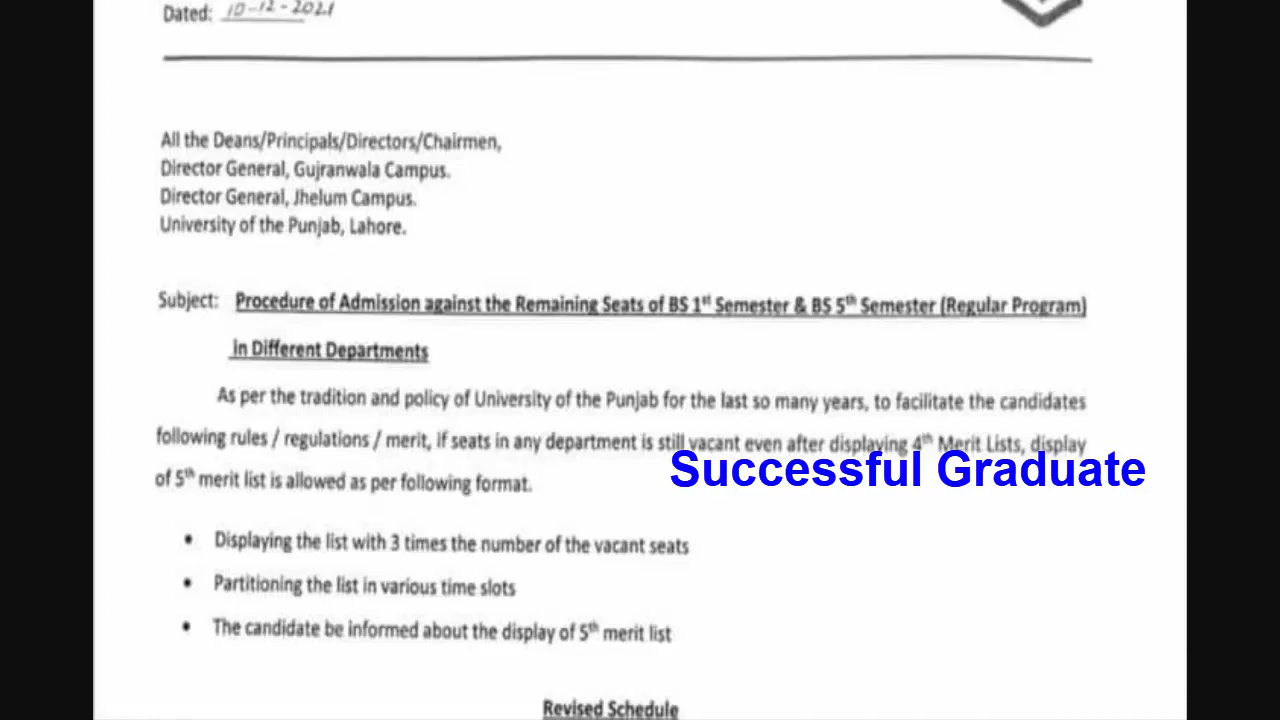 Dated: 10-12-2021
All the Deans/Principals/Directors/Chairmen,
Director General, Gujranwala Campus.
Director General, Jhelum Campus.
University of the Punjab, Lahore.
Subject: Procedure of Admission against the Remaining Seats of BS 1st Semester & BS 5th Semester (Regular Program)
in Different Departments
As per the tradition and policy of University of the Punjab for the last so many years, to facilitate the candidates
following rules / regulations / merit, if seats in any department is still vacant even after displaying 4th Merit Lists, display
of 5th merit list is allowed as per following format.
Successful Graduate
• Displaying the list with 3 times the number of the vacant seats
• Partitioning the list in various time slots
• The candidate be informed about the display of 5th merit list
Revised Schedule